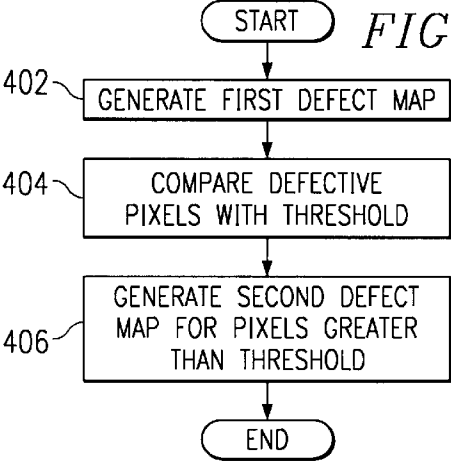 START
FIG
402
GENERATE FIRST DEFECT MAP
404
COMPARE DEFECTIVE
PIXELS WITH THRESHOLD
406
GENERATE SECOND DEFECT
MAP FOR PIXELS GREATER
THAN THRESHOLD
END